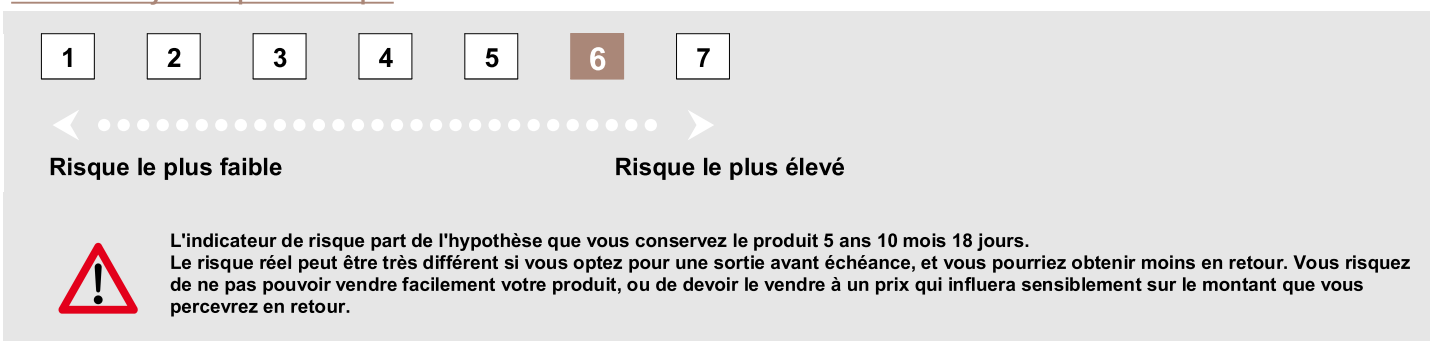 1 2 3 4 5 6 7
Risque le plus faible Risque le plus élevé
L'indicateur de risque part de l'hypothèse que vous conservez le produit 5 ans 10 mois 18 jours.
Le risque réel peut être très différent si vous optez pour une sortie avant échéance, et vous pourriez obtenir moins en retour. Vous risquez
de ne pas pouvoir vendre facilement votre produit, ou de devoir le vendre à un prix qui influera sensiblement sur le montant que vous
percevrez en retour.